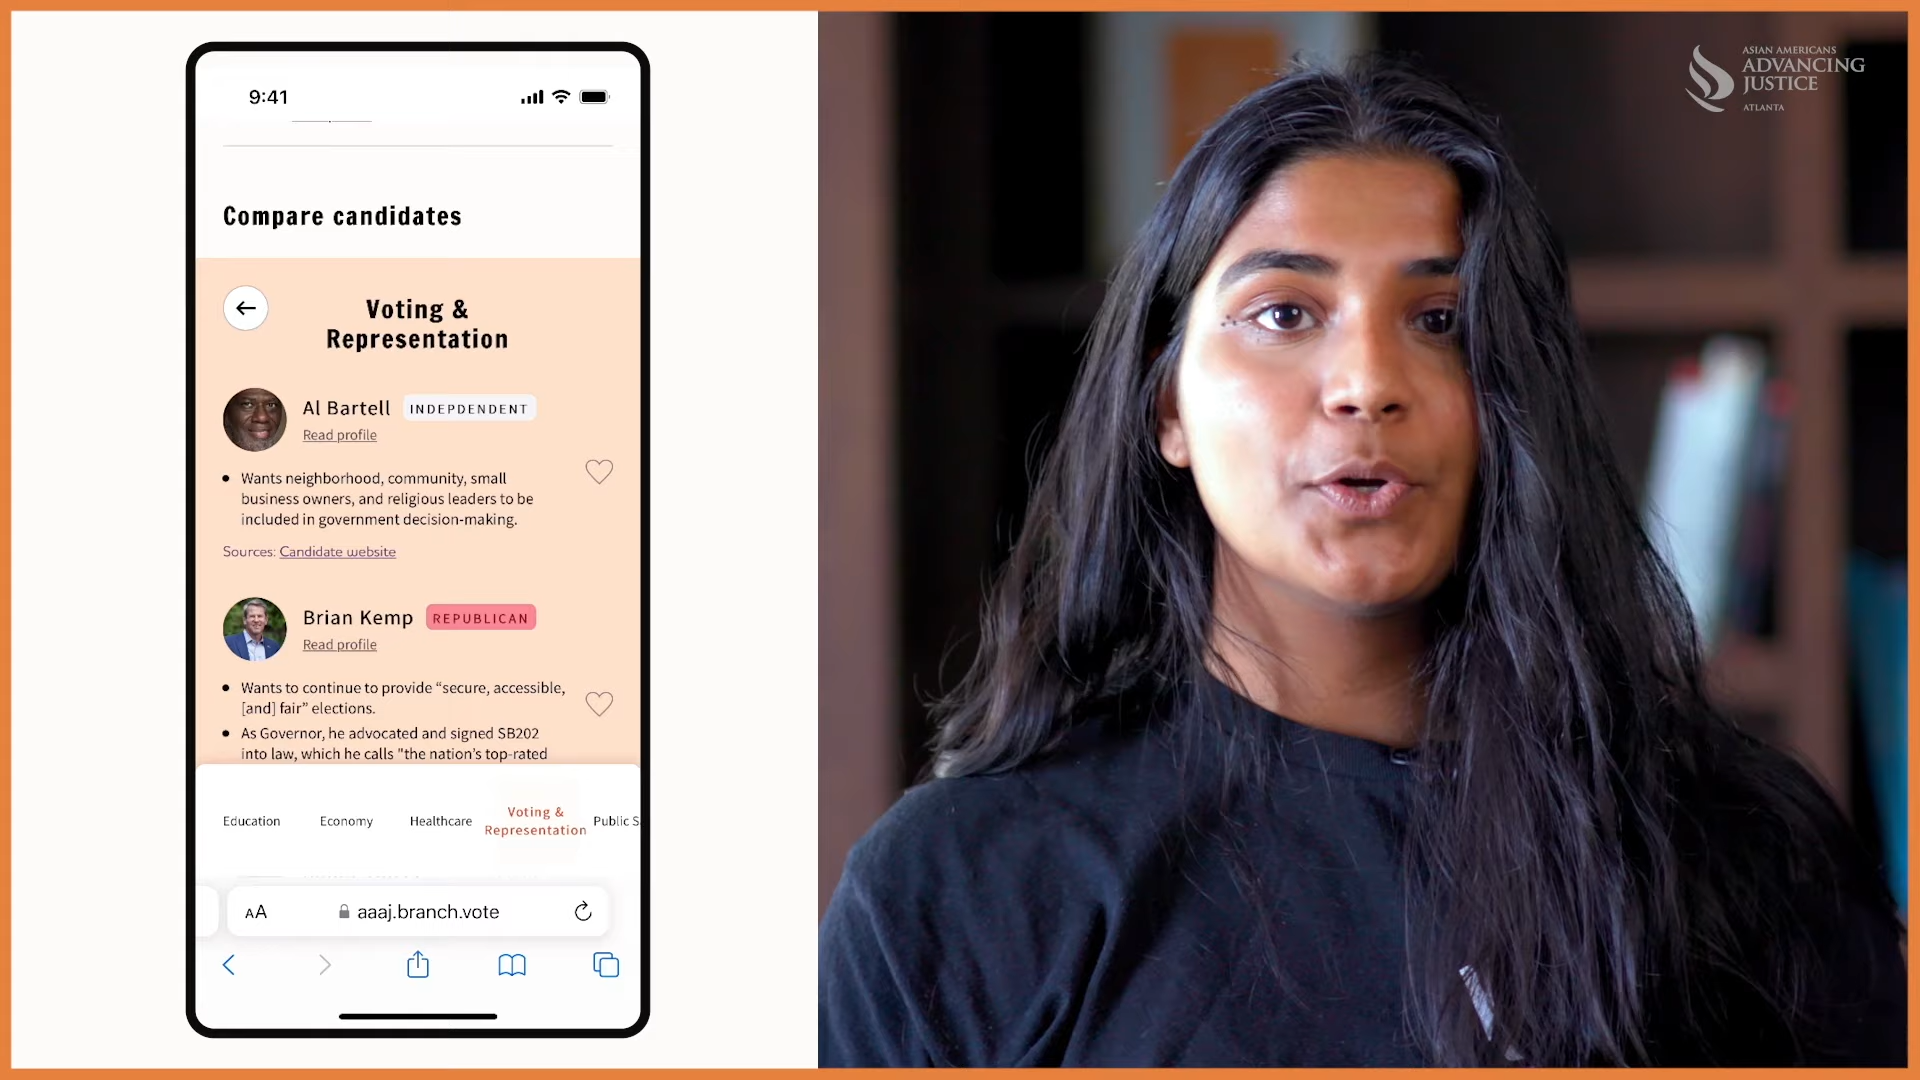 9:41
Compare candidates
Voting &
Representation
Al Bartell
INDEPDENDENT
Read profile
• Wants neighborhood, community, small
business owners, and religious leaders to be
included in government decision-making.
Sources: Candidate website
Brian Kemp
REPUBLICAN
Read profile
• Wants to continue to provide “secure, accessible,
[and] fair” elections.
• As Governor, he advocated and signed SB202
into law, which he calls "the nation’s top-rated
Education
Economy
Healthcare
Voting &
Representation
Public S
AA
aaaj.branch.vote
ASIAN AMERICANS
ADVANCING
JUSTICE
ATLANTA